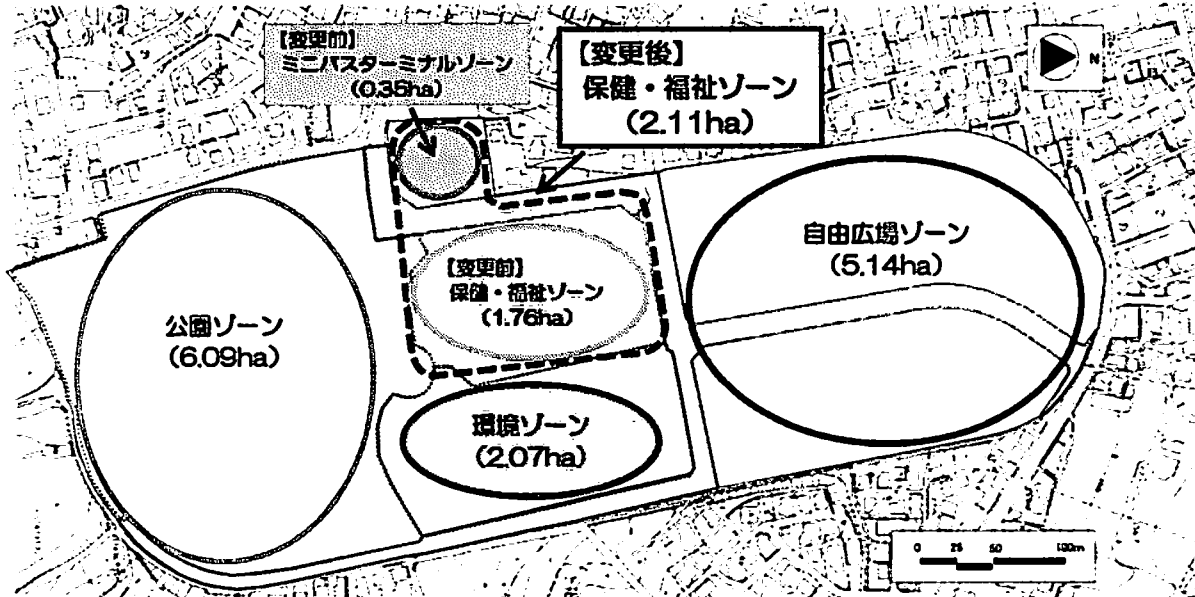 【変更前】
ミニバスターミナルゾーン
(0.35ha)
【変更後】
保健・福祉ゾーン
(2.11ha)
N
自由広場ゾーン
(5.14ha)
【変更前】
保健・福祉ゾーン
(1.76ha)
公園ゾーン
(6.09ha)
環境ゾーン
(2.07ha)
0 25 50 100m